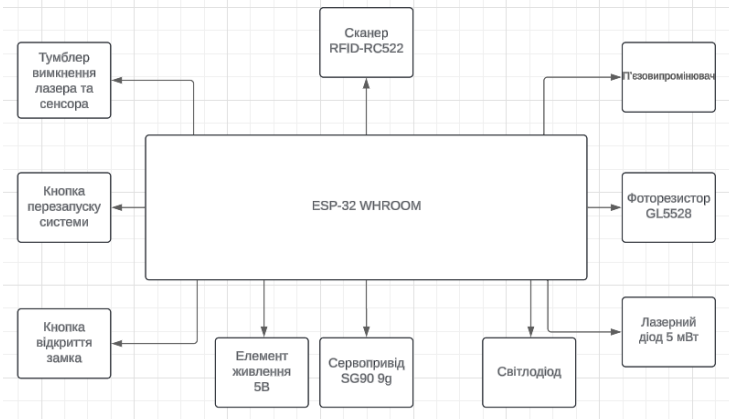 Сканер
RFID-RC522
Тумблер
вимкнення
лазера та
сенсора
П'єзовипромінювач
Кнопка
перезапуску
системи
ESP-32 WHROOM
Фоторезистор
GL5528
Кнопка
відкриття
замка
Елемент
живлення
5В
Сервопривід
SG90 9g
Світлодіод
Лазерний
діод 5 мВт